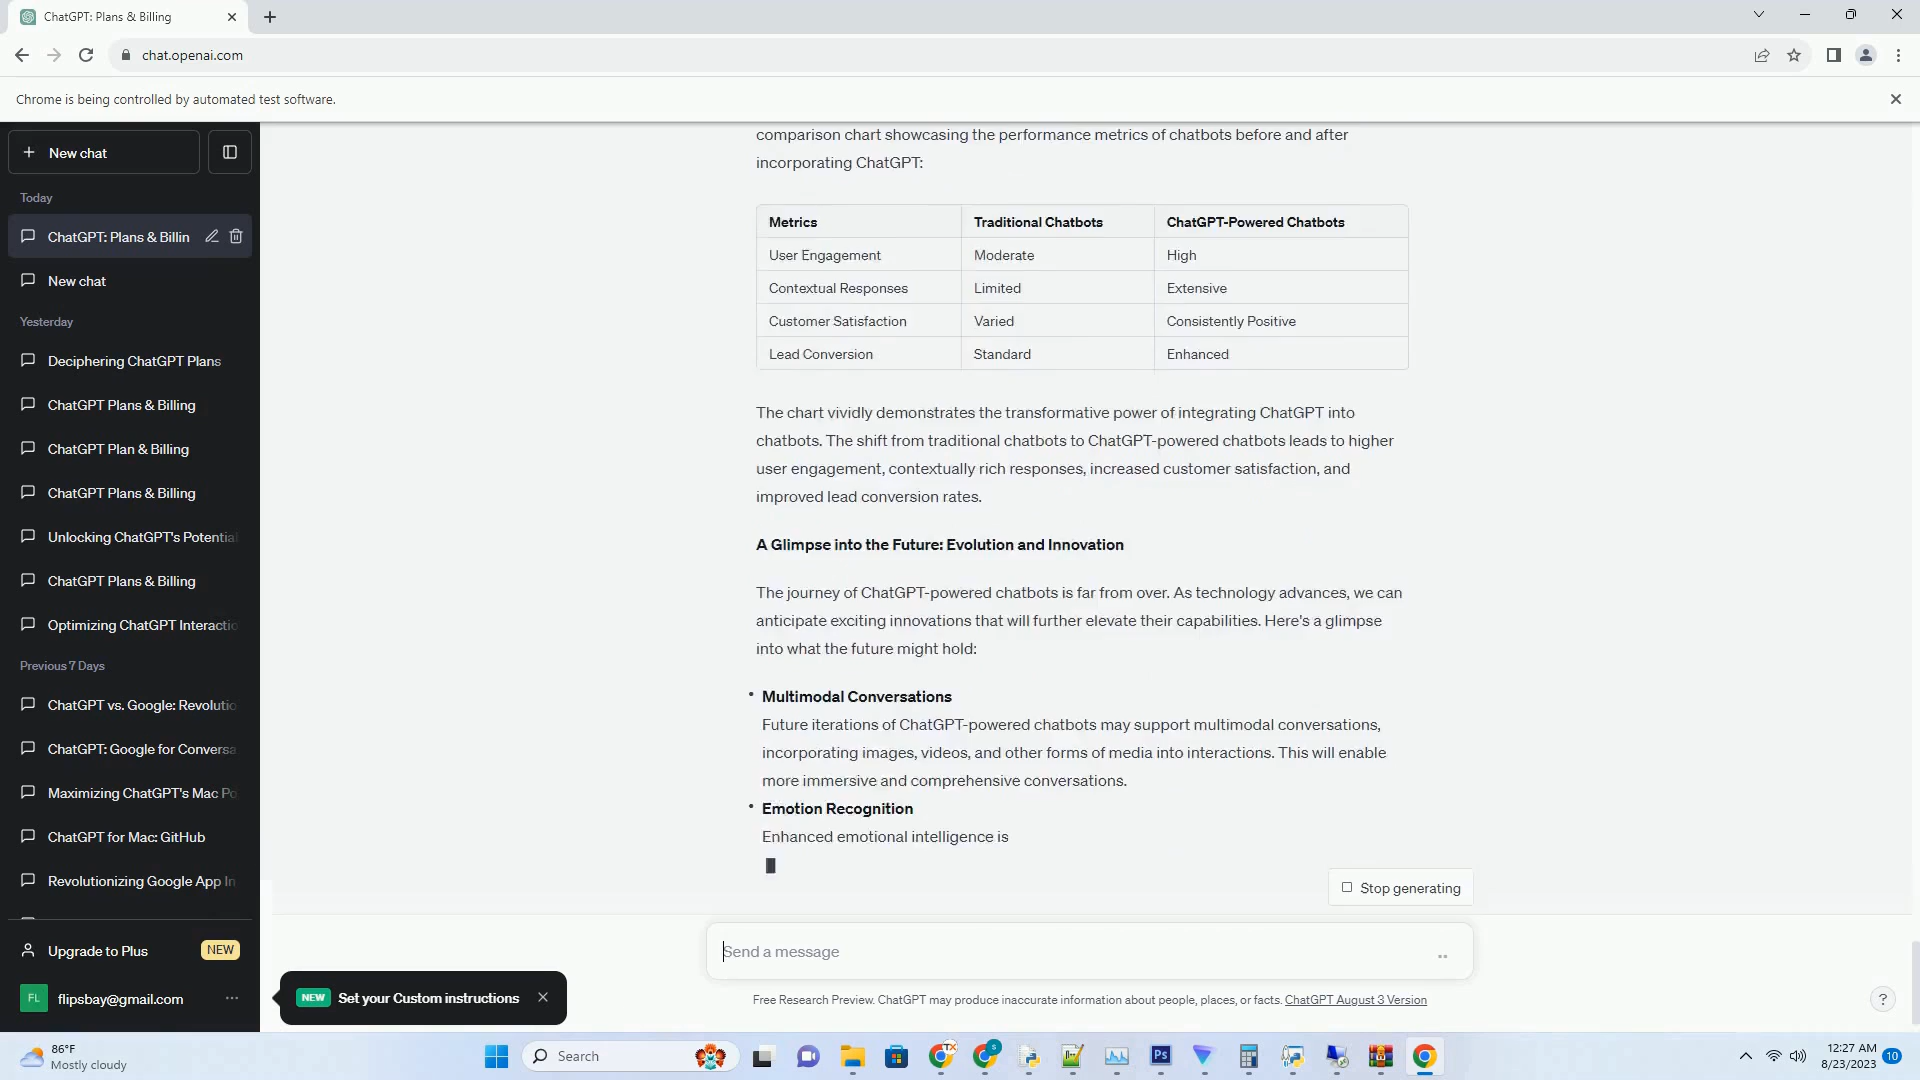 ChatGPT: Plans & Billing
chat.openai.com
Chrome is being controlled by automated test software.
New chat
Today
ChatGPT: Plans & Billin
New chat
Yesterday
Deciphering ChatGPT Plans
ChatGPT Plans & Billing
ChatGPT Plan & Billing
ChatGPT Plans & Billing
Unlocking ChatGPT's Potential
ChatGPT Plans & Billing
Optimizing ChatGPT Interactio
Previous 7 Days
ChatGPT vs. Google: Revolutio
ChatGPT: Google for Conversa
Maximizing ChatGPT's Mac Po
ChatGPT for Mac: GitHub
Revolutionizing Google App In
Upgrade to Plus NEW
FL flipsbay@gmail.com
comparison chart showcasing the performance metrics of chatbots before and after
incorporating ChatGPT:
Metrics Traditional Chatbots ChatGPT-Powered Chatbots
User Engagement Moderate High
Contextual Responses Limited Extensive
Customer Satisfaction Varied Consistently Positive
Lead Conversion Standard Enhanced
The chart vividly demonstrates the transformative power of integrating ChatGPT into
chatbots. The shift from traditional chatbots to ChatGPT-powered chatbots leads to higher
user engagement, contextually rich responses, increased customer satisfaction, and
improved lead conversion rates.
A Glimpse into the Future: Evolution and Innovation
The journey of ChatGPT-powered chatbots is far from over. As technology advances, we can
anticipate exciting innovations that will further elevate their capabilities. Here's a glimpse
into what the future might hold:
• Multimodal Conversations
Future iterations of ChatGPT-powered chatbots may support multimodal conversations,
incorporating images, videos, and other forms of media into interactions. This will enable
more immersive and comprehensive conversations.
• Emotion Recognition
Enhanced emotional intelligence is
Stop generating
Send a message
NEW Set your Custom instructions
Free Research Preview. ChatGPT may produce inaccurate information about people, places, or facts. ChatGPT August 3 Version
?
86°F
Mostly cloudy
Search
TX
S
Ps
12:27 AM
8/23/2023
10